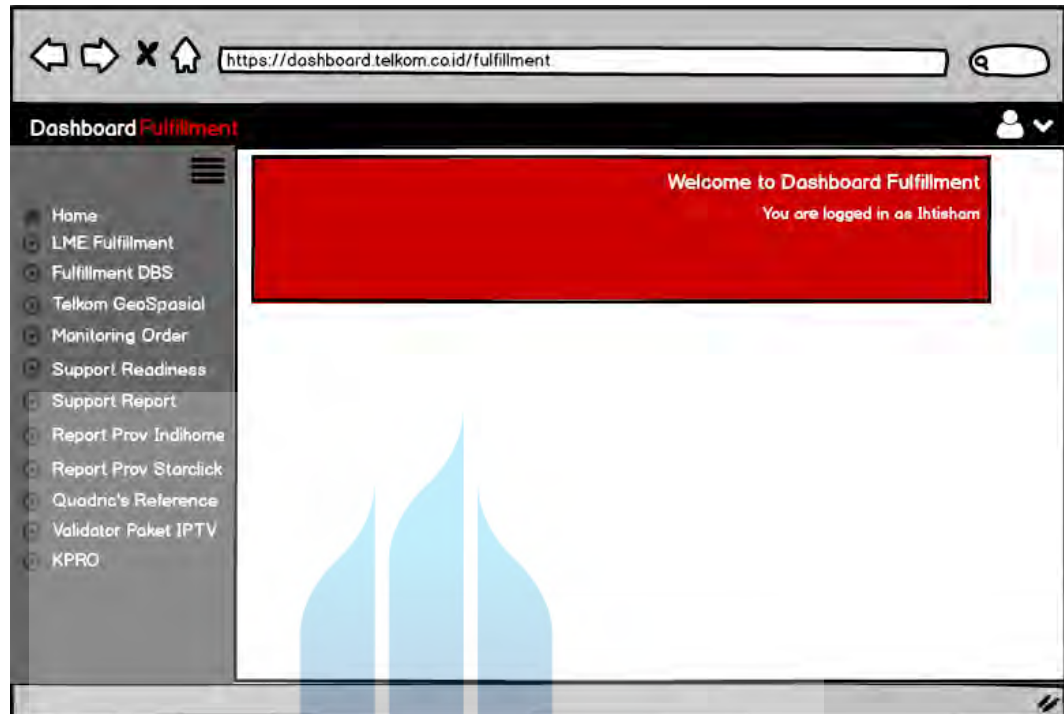 https://dashboard.telkom.co.id/fulfillment
Dashboard Fulfillment
Welcome to Dashboard Fulfillment
You are logged in as Ihtisham
Home
LME Fulfillment
Fulfillment DBS
Telkom GeoSpasial
Monitoring Order
Support Readiness
Support Report
Report Prov Indihome
Report Prov Starclick
Quadric's Reference
Validator Paket IPTV
KPRO